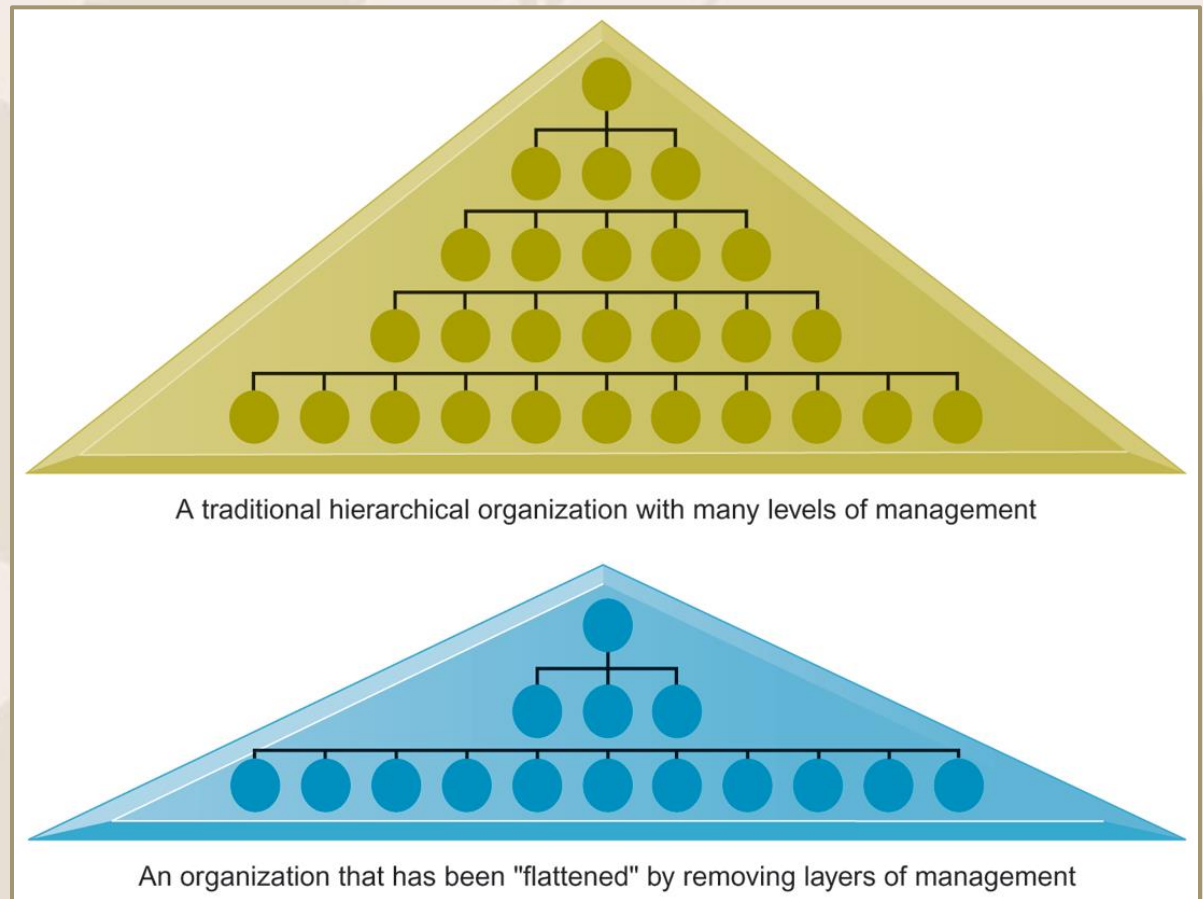 A traditional hierarchical organization with many levels of management
An organization that has been "flattened" by removing layers of management